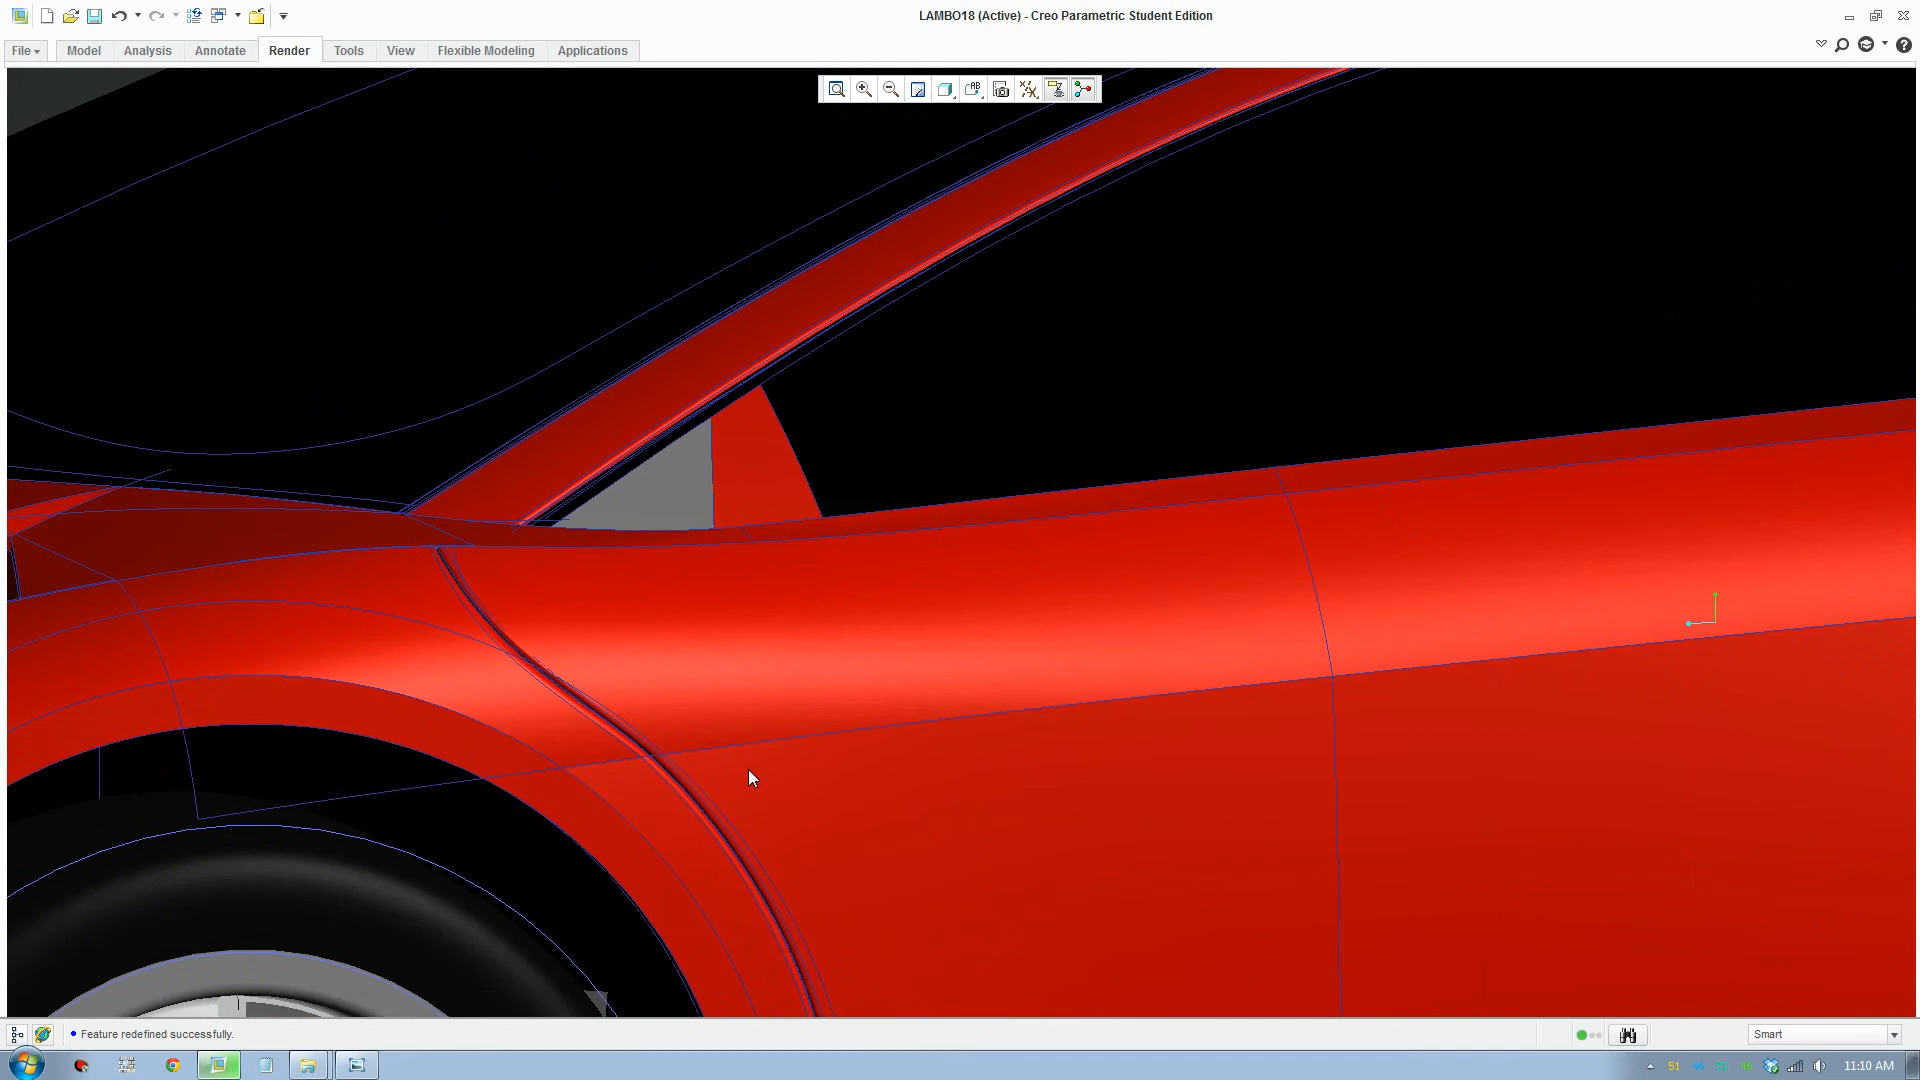 LAMBO18 (Active) - Creo Parametric Student Edition
File Model Analysis Annotate Render Tools View Flexible Modeling Applications
Feature redefined successfully.
Smart
51
11:10 AM